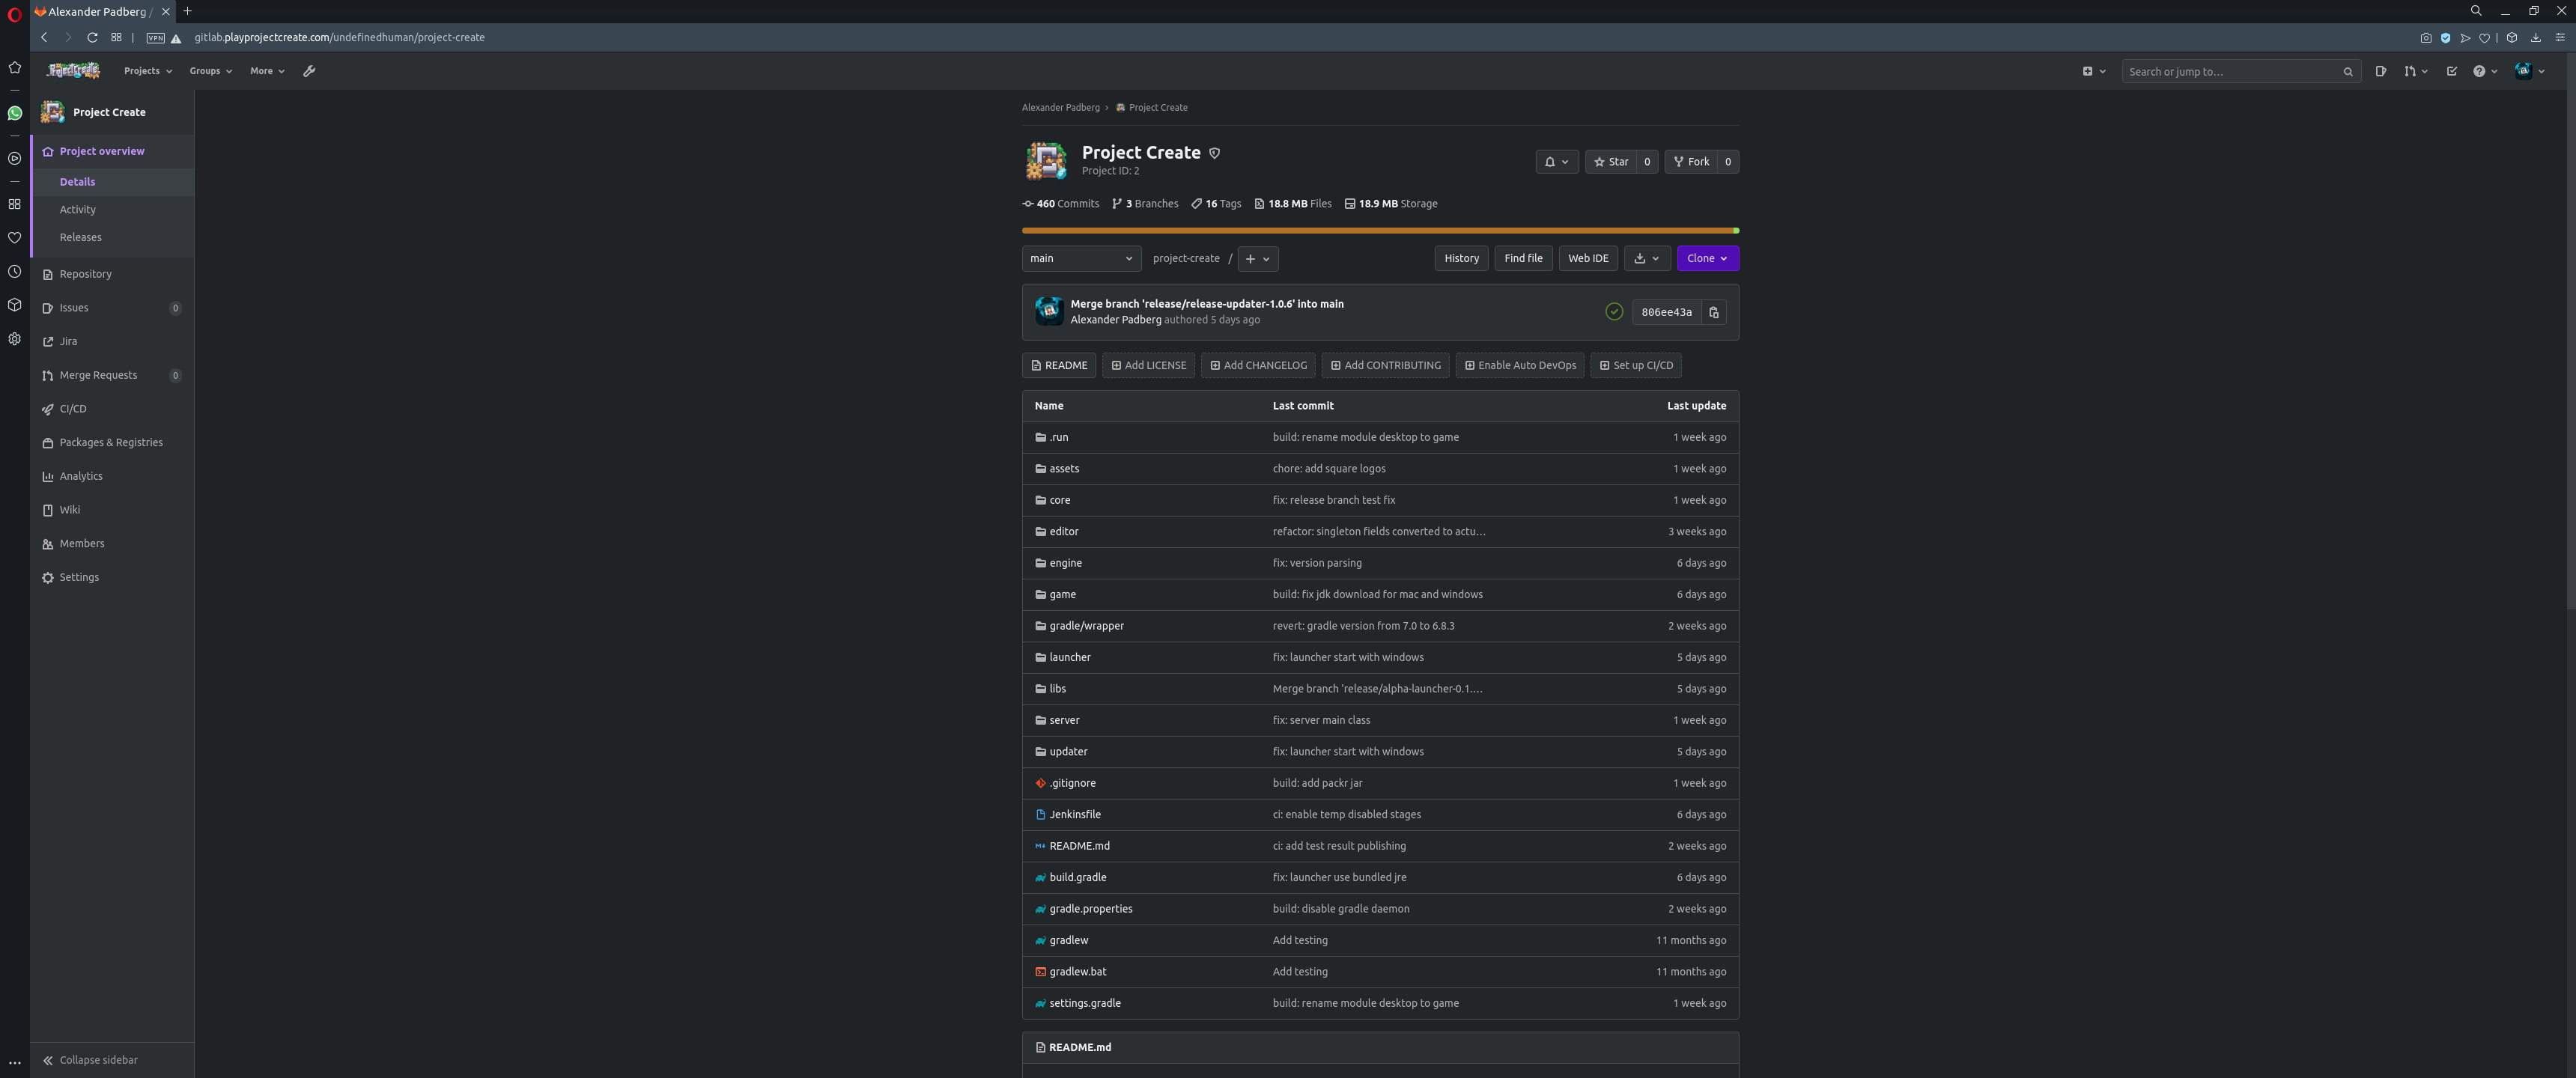 Alexander Padberg /
VPN
gitlab.playprojectcreate.com/undefinedhuman/project-create
ProjectCreate
Projects
Groups
More
Search or jump to...
Project Create
Project overview
Details
Activity
Releases
Repository
Issues 0
Jira
Merge Requests 0
CI/CD
Packages & Registries
Analytics
Wiki
Members
Settings
Collapse sidebar
Alexander Padberg › Project Create
Project Create
Project ID: 2
Star 0
Fork 0
460 Commits 3 Branches 16 Tags 18.8 MB Files 18.9 MB Storage
main
project-create /
History
Find file
Web IDE
Clone
Merge branch 'release/release-updater-1.0.6' into main
Alexander Padberg authored 5 days ago
806ee43a
README
Add LICENSE
Add CHANGELOG
Add CONTRIBUTING
Enable Auto DevOps
Set up CI/CD
Name Last commit Last update
.run build: rename module desktop to game 1 week ago
assets chore: add square logos 1 week ago
core fix: release branch test fix 1 week ago
editor refactor: singleton fields converted to actu... 3 weeks ago
engine fix: version parsing 6 days ago
game build: fix jdk download for mac and windows 6 days ago
gradle/wrapper revert: gradle version from 7.0 to 6.8.3 2 weeks ago
launcher fix: launcher start with windows 5 days ago
libs Merge branch 'release/alpha-launcher-0.1.... 5 days ago
server fix: server main class 1 week ago
updater fix: launcher start with windows 5 days ago
.gitignore build: add packr jar 1 week ago
Jenkinsfile ci: enable temp disabled stages 6 days ago
README.md ci: add test result publishing 2 weeks ago
build.gradle fix: launcher use bundled jre 6 days ago
gradle.properties build: disable gradle daemon 2 weeks ago
gradlew Add testing 11 months ago
gradlew.bat Add testing 11 months ago
settings.gradle build: rename module desktop to game 1 week ago
README.md